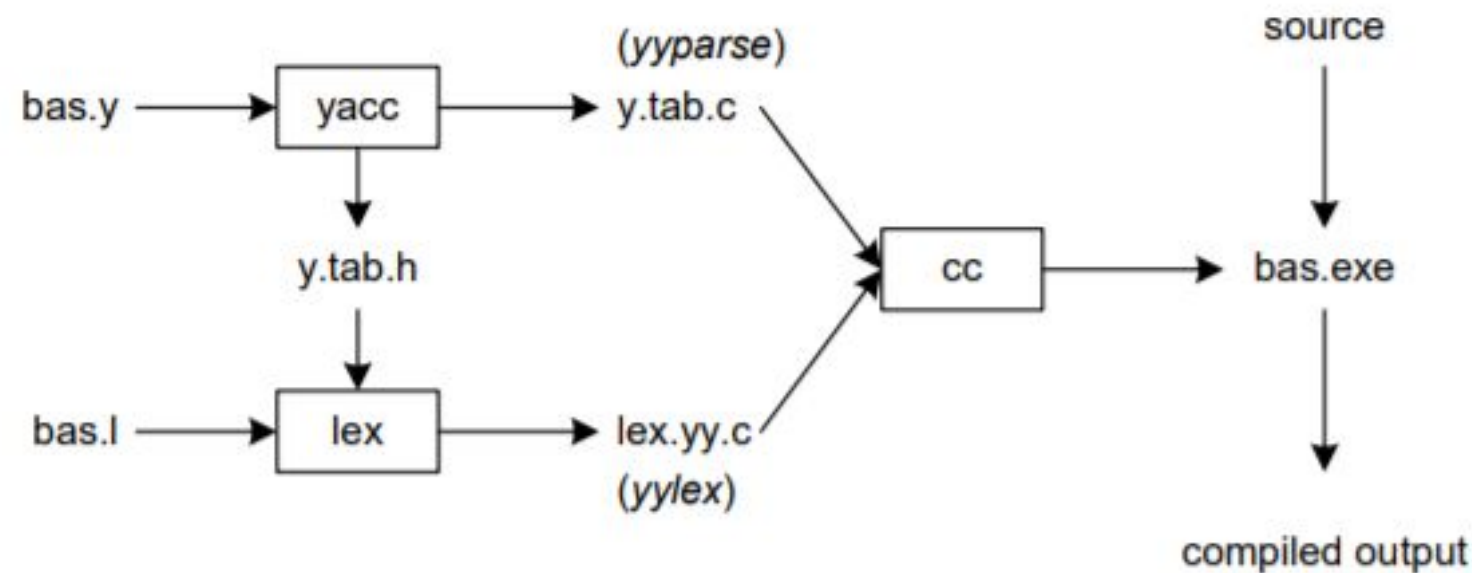 source
(yyparse)
bas.y
yacc
y.tab.c
y.tab.h
cc
bas.exe
bas.l
lex
lex.yy.c
(yylex)
compiled output